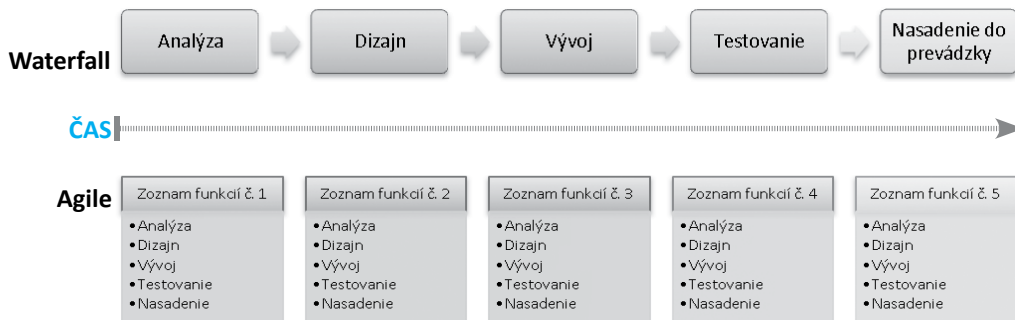 Waterfall
Analýza
Dizajn
Vývoj
Testovanie
Nasadenie do
prevádzky
ČAS
Agile
Zoznam funkcií č. 1
• Analýza
• Dizajn
• Vývoj
• Testovanie
• Nasadenie
Zoznam funkcií č. 2
• Analýza
• Dizajn
• Vývoj
• Testovanie
• Nasadenie
Zoznam funkcií č. 3
• Analýza
• Dizajn
• Vývoj
• Testovanie
• Nasadenie
Zoznam funkcií č. 4
• Analýza
• Dizajn
• Vývoj
• Testovanie
• Nasadenie
Zoznam funkcií č. 5
• Analýza
• Dizajn
• Vývoj
• Testovanie
• Nasadenie